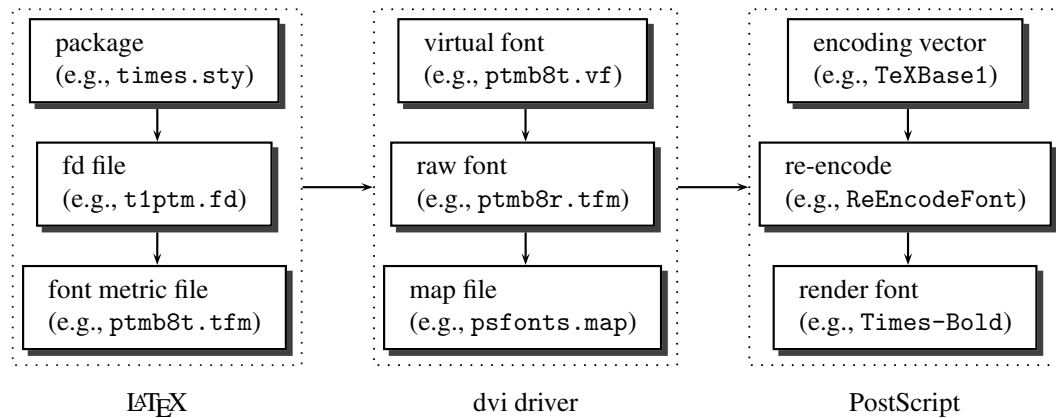 package
(e.g., times.sty)
fd file
(e.g., t1ptm.fd)
font metric file
(e.g., ptmb8t.tfm)
LATEX
virtual font
(e.g., ptmb8t.vf)
raw font
(e.g., ptmb8r.tfm)
map file
(e.g., psfonts.map)
dvi driver
encoding vector
(e.g., TeXBase1)
re-encode
(e.g., ReEncodeFont)
render font
(e.g., Times-Bold)
PostScript